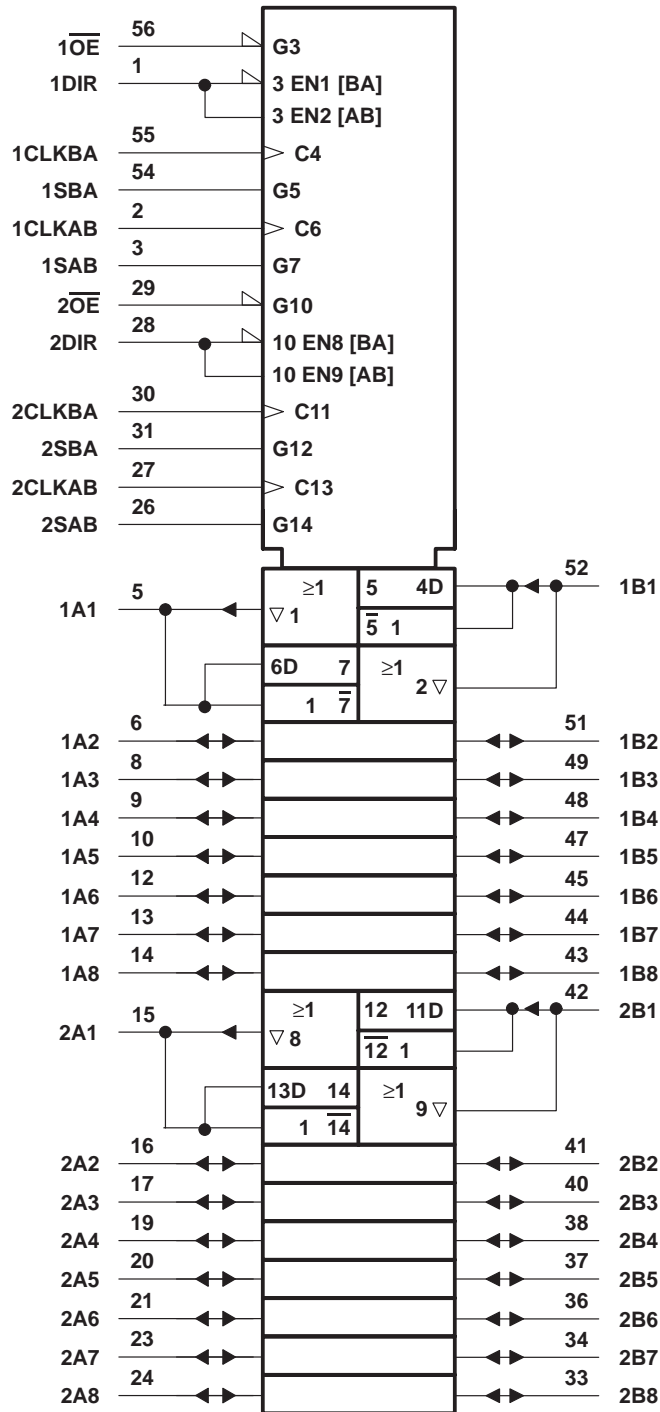 56
1O̅E̅ G3
1
1DIR 3 EN1 [BA]
3 EN2 [AB]
55
1CLKBA C4
54
1SBA G5
2
1CLKAB C6
3
1SAB G7
29
2O̅E̅ G10
28
2DIR 10 EN8 [BA]
10 EN9 [AB]
30
2CLKBA C11
31
2SBA G12
27
2CLKAB C13
26
2SAB G14
5 ≥1 5 4D 52
1A1 ▽ 1 5̅ 1 1B1
6D 7 ≥1
1 7̅ 2 ▽
6 51
1A2 1B2
8 49
1A3 1B3
9 48
1A4 1B4
10 47
1A5 1B5
12 45
1A6 1B6
13 44
1A7 1B7
14 43
1A8 1B8
15 ≥1 12 11D 42
2A1 ▽ 8 1̅2̅ 1 2B1
13D 14 ≥1
1 1̅4̅ 9 ▽
16 41
2A2 2B2
17 40
2A3 2B3
19 38
2A4 2B4
20 37
2A5 2B5
21 36
2A6 2B6
23 34
2A7 2B7
24 33
2A8 2B8